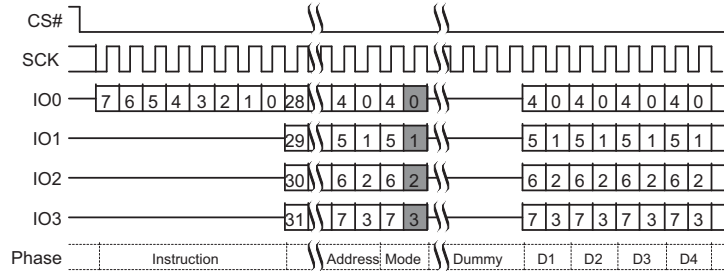 CS#
SCK
IO0 7 6 5 4 3 2 1 0 28 4 0 4 0 4 0 4 0 4 0 4 0
IO1 29 5 1 5 1 5 1 5 1 5 1 5 1
IO2 30 6 2 6 2 6 2 6 2 6 2 6 2
IO3 31 7 3 7 3 7 3 7 3 7 3 7 3
Phase Instruction Address Mode Dummy D1 D2 D3 D4